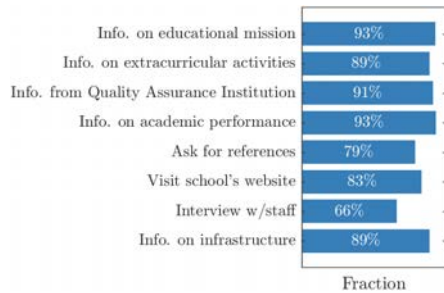 Info. on educational mission 93%
Info. on extracurricular activities 89%
Info. from Quality Assurance Institution 91%
Info. on academic performance 93%
Ask for references 79%
Visit school's website 83%
Interview w/staff 66%
Info. on infrastructure 89%
Fraction